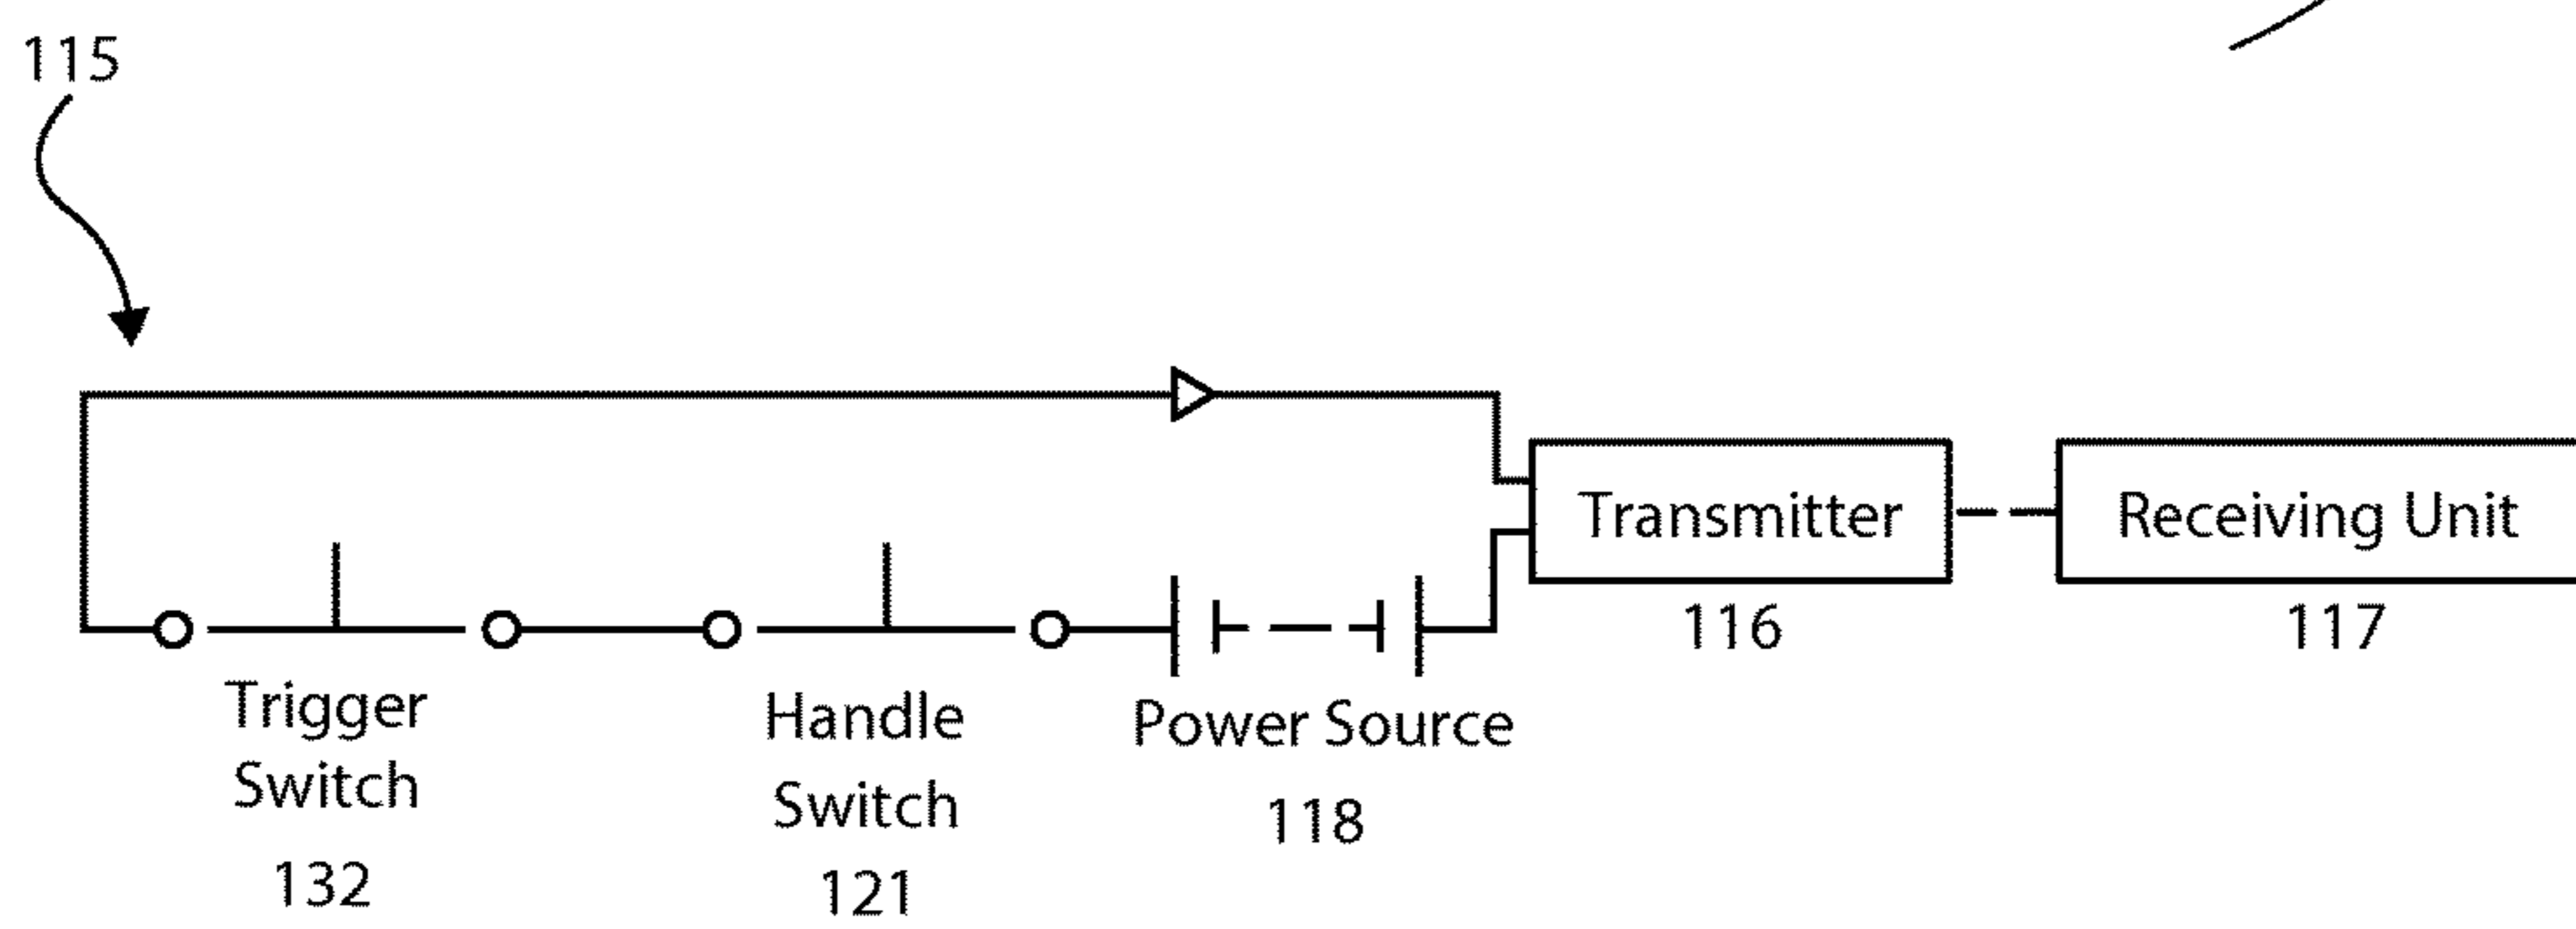 115
Transmitter
Receiving Unit
116
117
Trigger
Switch
132
Handle
Switch
121
Power Source
118